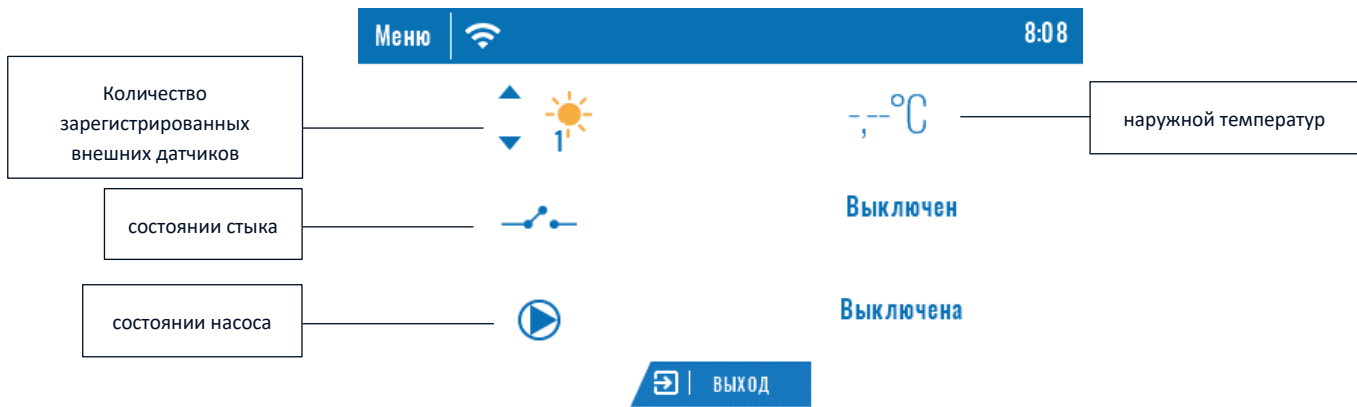 Меню 8:08
Количество
зарегистрированных
внешних датчиков
1
-,--°C
наружной температур
состоянии стыка
Выключен
состоянии насоса
Выключена
ВЫХОД